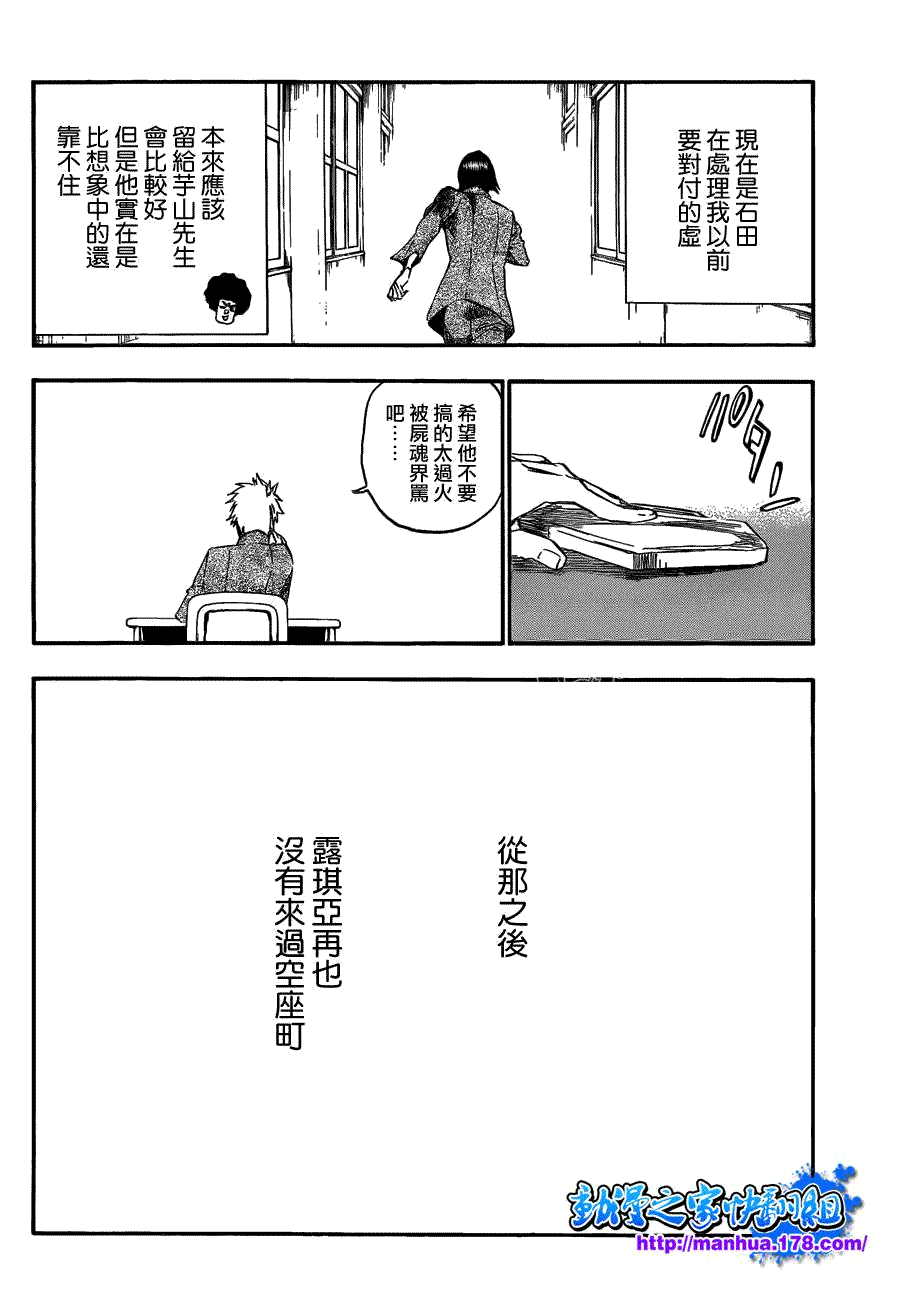 現在是石田
在處理我以前
要對付的虛
本來應該
留給芋山先生
會比較好
但是他實在是
比想象中的還
靠不住
希望他不要
搞的太過火
被屍魂界罵
吧……
從那之後
露琪亞再也
沒有來過空座町
動漫之家快翻組
http://manhua.178.com/